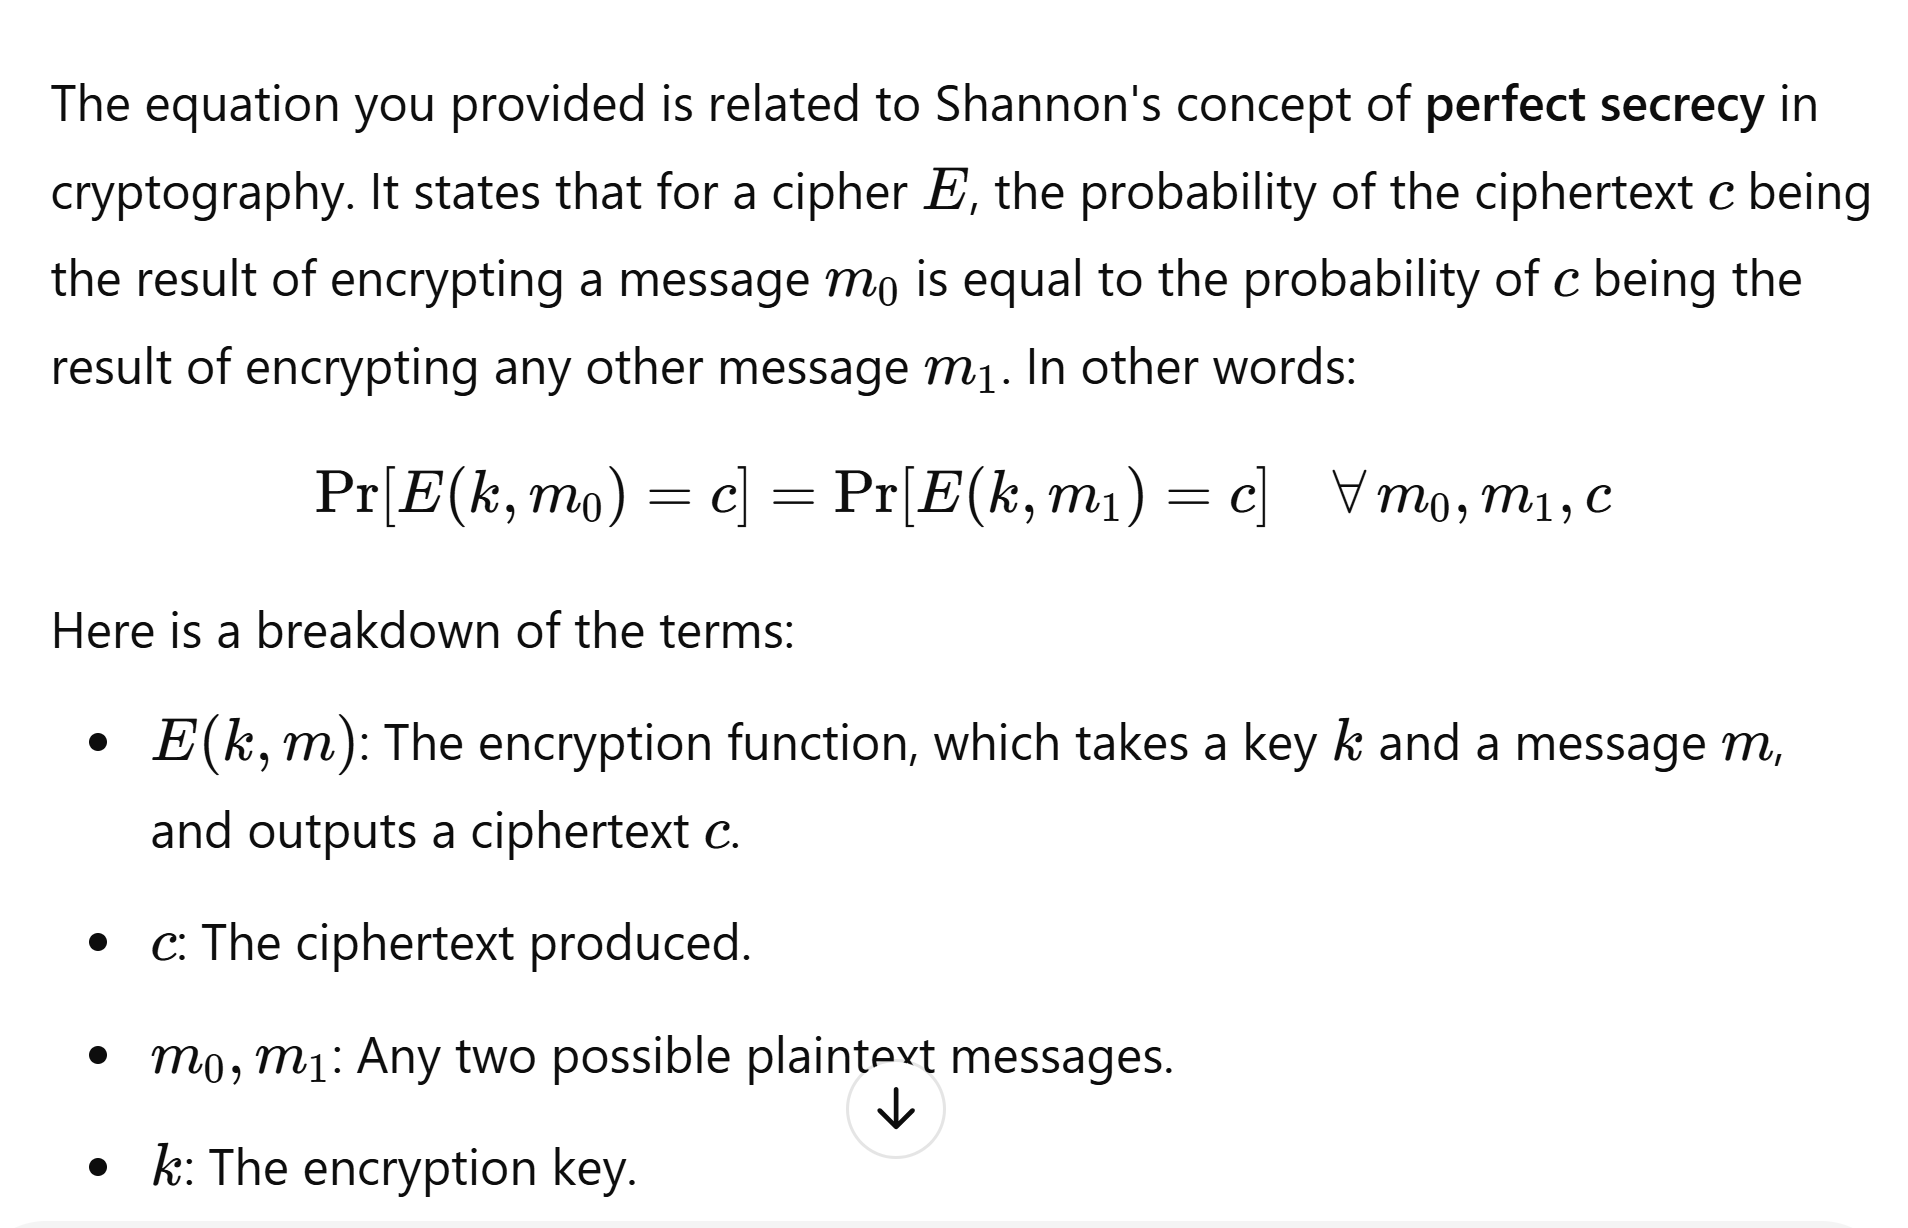 The equation you provided is related to Shannon's concept of perfect secrecy in
cryptography. It states that for a cipher E, the probability of the ciphertext c being
the result of encrypting a message m₀ is equal to the probability of c being the
result of encrypting any other message m₁. In other words:
Pr[E(k, m₀) = c] = Pr[E(k, m₁) = c] ∀ m₀, m₁, c
Here is a breakdown of the terms:
• E(k, m): The encryption function, which takes a key k and a message m,
and outputs a ciphertext c.
• c: The ciphertext produced.
• m₀, m₁: Any two possible plaintext messages.
• k: The encryption key.